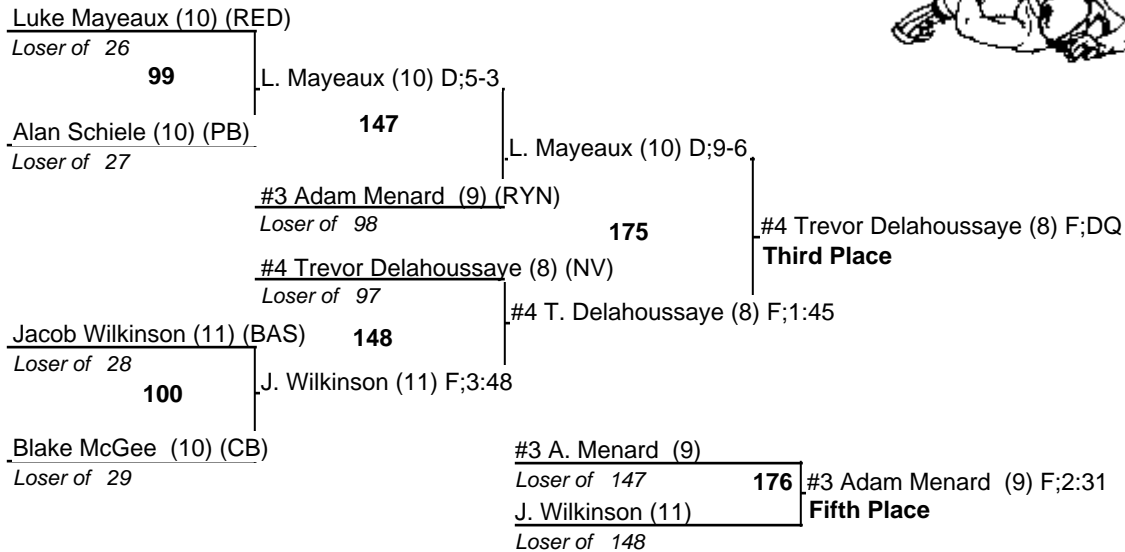 Luke Mayeaux (10) (RED)
Loser of 26
99
L. Mayeaux (10) D;5-3
Alan Schiele (10) (PB)
Loser of 27
147
L. Mayeaux (10) D;9-6
#3 Adam Menard (9) (RYN)
Loser of 98
175
#4 Trevor Delahoussaye (8) F;DQ
Third Place
#4 Trevor Delahoussaye (8) (NV)
Loser of 97
#4 T. Delahoussaye (8) F;1:45
Jacob Wilkinson (11) (BAS)
148
Loser of 28
100
J. Wilkinson (11) F;3:48
Blake McGee (10) (CB)
Loser of 29
#3 A. Menard (9)
Loser of 147
176
#3 Adam Menard (9) F;2:31
Fifth Place
J. Wilkinson (11)
Loser of 148